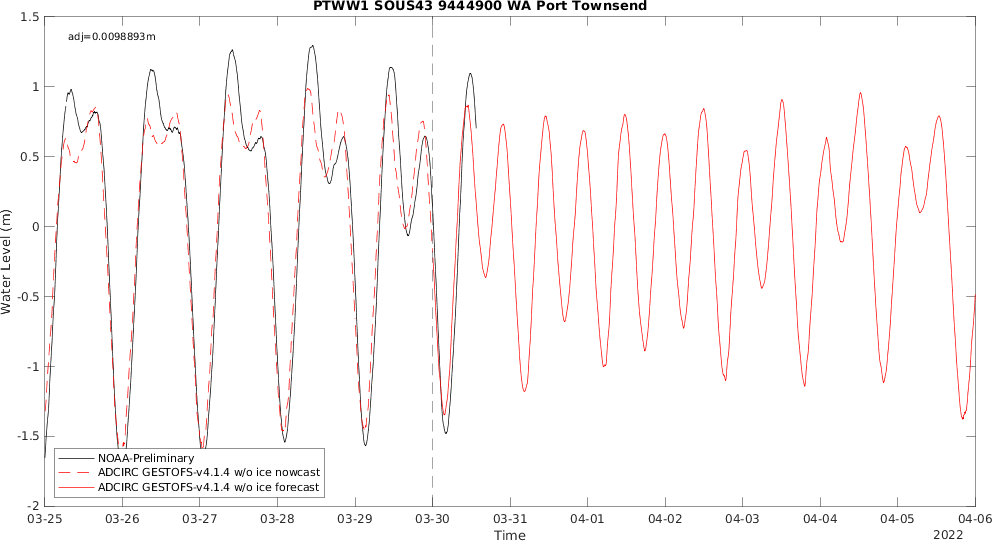 PTWW1 SOUS43 9444900 WA Port Townsend
adj=0.0098893m
1.5
1
0.5
0
-0.5
-1
-1.5
-2
Water Level (m)
NOAA-Preliminary
ADCIRC GESTOFS-v4.1.4 w/o ice nowcast
ADCIRC GESTOFS-v4.1.4 w/o ice forecast
03-25 03-26 03-27 03-28 03-29 03-30 03-31 04-01 04-02 04-03 04-04 04-05 04-06
Time
2022